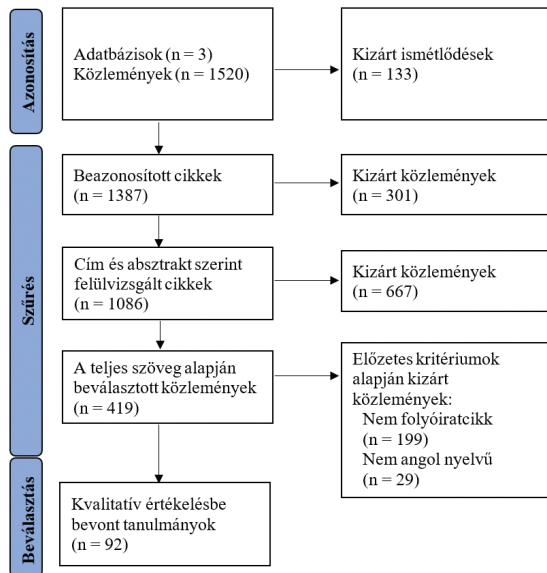 Azonosítás
Adatbázisok (n = 3)
Közlemények (n = 1520)
Kizárt ismétlődések
(n = 133)
Szűrés
Beazonosított cikkek
(n = 1387)
Kizárt közlemények
(n = 301)
Cím és absztrakt szerint
felülvizsgált cikkek
(n = 1086)
Kizárt közlemények
(n = 667)
A teljes szöveg alapján
beválasztott közlemények
(n = 419)
Előzetes kritériumok
alapján kizárt
közlemények:
Nem folyóiratcikk
(n = 199)
Nem angol nyelvű
(n = 29)
Beválasztás
Kvalitatív értékelésbe
bevont tanulmányok
(n = 92)